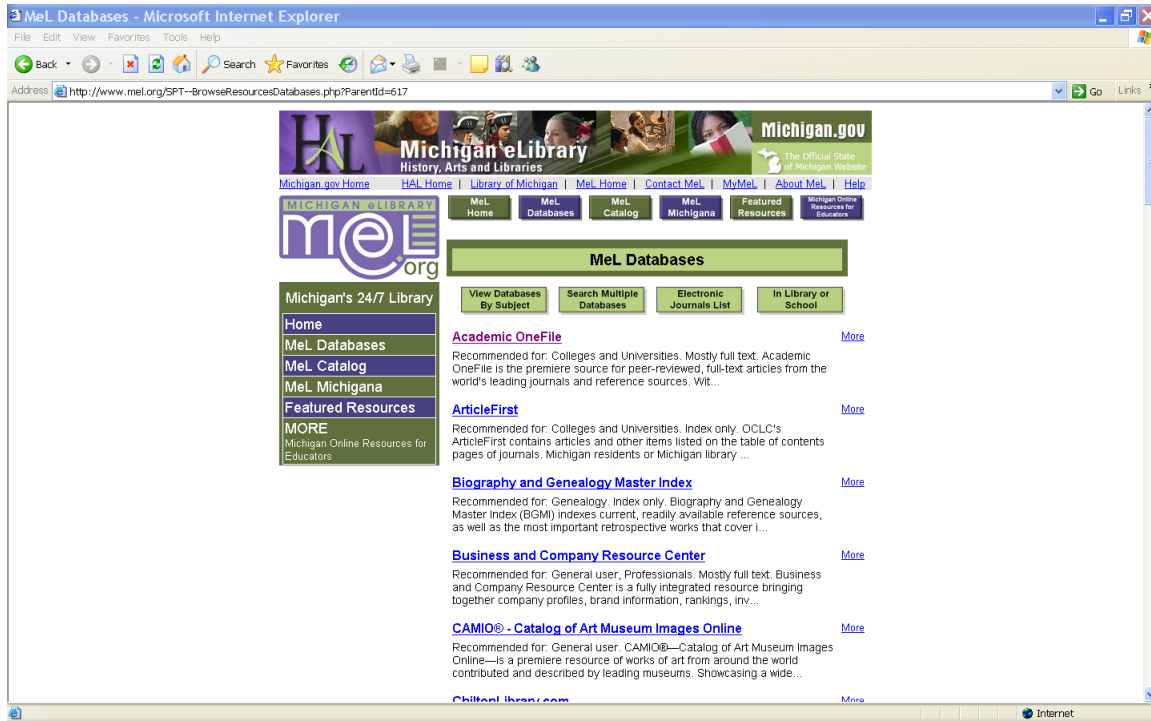 MeL Databases - Microsoft Internet Explorer
File Edit View Favorites Tools Help
Back Search Favorites
Address http://www.mel.org/SPT--BrowseResourcesDatabases.php?ParentId=617 Go Links
HAL Michigan eLibrary
History, Arts and Libraries
Michigan.gov
The Official State
of Michigan Website
Michigan.gov Home HAL Home | Library of Michigan | MeL Home | Contact MeL | MyMeL | About MeL | Help
MICHIGAN eLIBRARY
meL
.org
MeL
Home
MeL
Databases
MeL
Catalog
MeL
Michigana
Featured
Resources
Michigan Online
Resources for
Educators
MeL Databases
Michigan's 24/7 Library
Home
MeL Databases
MeL Catalog
MeL Michigana
Featured Resources
MORE
Michigan Online Resources for
Educators
View Databases
By Subject
Search Multiple
Databases
Electronic
Journals List
In Library or
School
Academic OneFile More
Recommended for: Colleges and Universities. Mostly full text. Academic
OneFile is the premiere source for peer-reviewed, full-text articles from the
world's leading journals and reference sources. Wit...
ArticleFirst More
Recommended for: Colleges and Universities. Index only. OCLC's
ArticleFirst contains articles and other items listed on the table of contents
pages of journals. Michigan residents or Michigan library ...
Biography and Genealogy Master Index More
Recommended for: Genealogy. Index only. Biography and Genealogy
Master Index (BGMI) indexes current, readily available reference sources,
as well as the most important retrospective works that cover i...
Business and Company Resource Center More
Recommended for: General user, Professionals. Mostly full text. Business
and Company Resource Center is a fully integrated resource bringing
together company profiles, brand information, rankings, inv...
CAMIO® - Catalog of Art Museum Images Online More
Recommended for: General user. CAMIO®—Catalog of Art Museum Images
Online—is a premiere resource of works of art from around the world
contributed and described by leading museums. Showcasing a wide...
ChiltonLibrary.com More
Internet